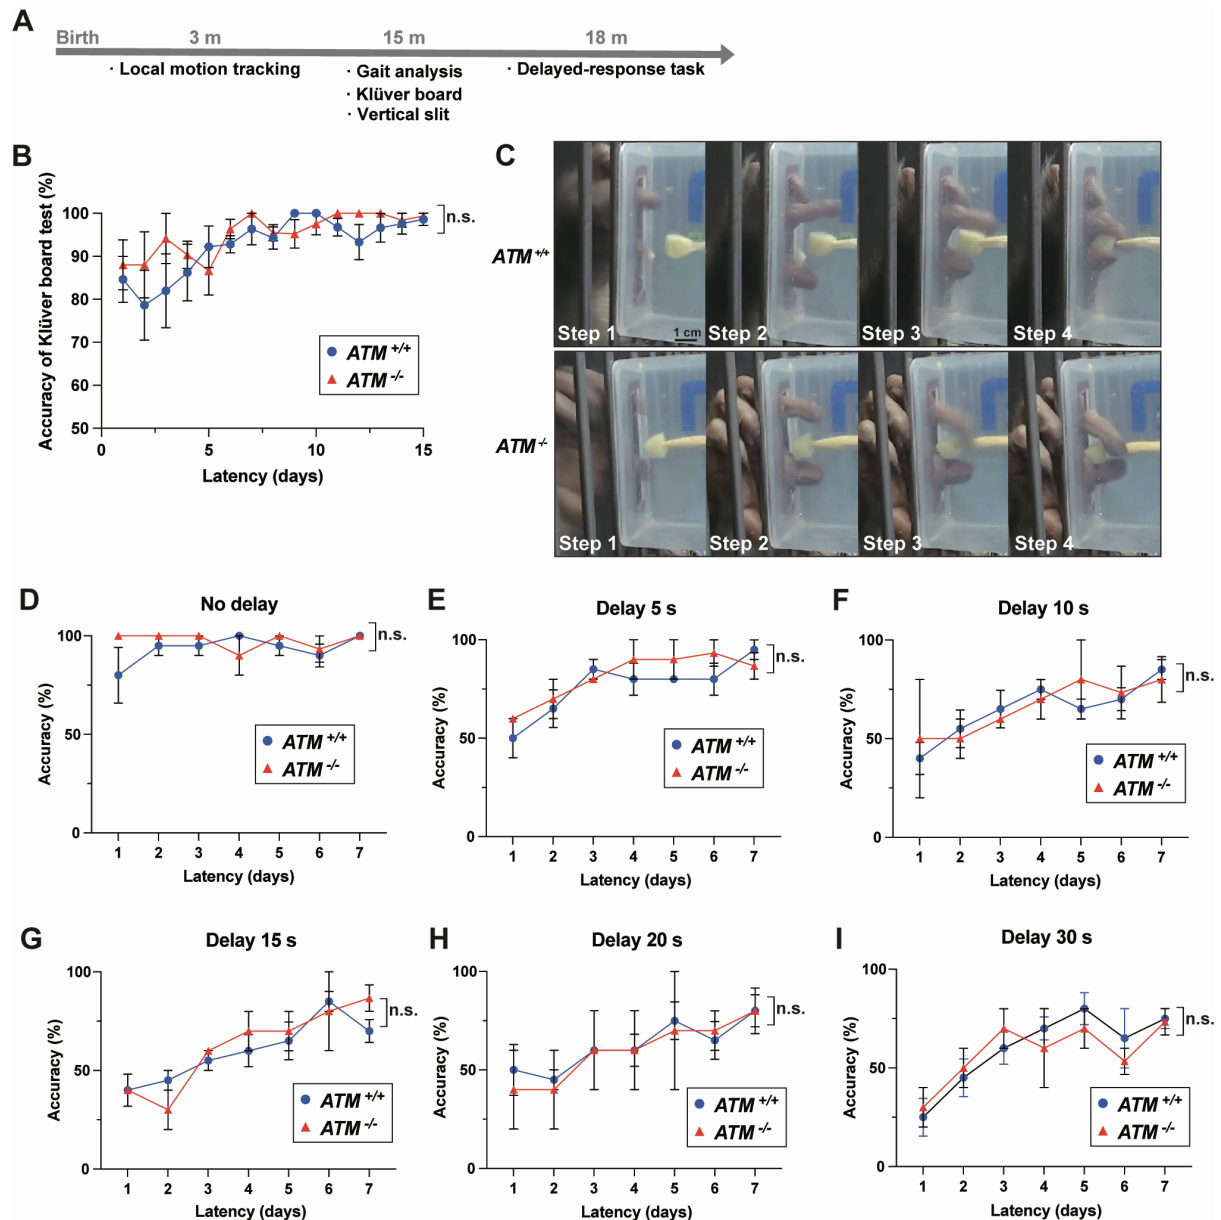 A
Birth 3 m 15 m 18 m
· Local motion tracking
· Gait analysis
· Klüver board
· Vertical slit
· Delayed-response task
B
Accuracy of Klüver board test (%)
100
90
80
70
60
50
0 5 10 15
Latency (days)
n.s.
ATM +/+
ATM -/-
C
ATM +/+
Step 1 1 cm Step 2 Step 3 Step 4
ATM -/-
Step 1 Step 2 Step 3 Step 4
D
No delay
Accuracy (%)
100
50
0
1 2 3 4 5 6 7
Latency (days)
n.s.
ATM +/+
ATM -/-
E
Delay 5 s
Accuracy (%)
100
50
0
1 2 3 4 5 6 7
Latency (days)
n.s.
ATM +/+
ATM -/-
F
Delay 10 s
Accuracy (%)
100
50
0
1 2 3 4 5 6 7
Latency (days)
n.s.
ATM +/+
ATM -/-
G
Delay 15 s
Accuracy (%)
100
50
0
1 2 3 4 5 6 7
Latency (days)
n.s.
ATM +/+
ATM -/-
H
Delay 20 s
Accuracy (%)
100
50
0
1 2 3 4 5 6 7
Latency (days)
n.s.
ATM +/+
ATM -/-
I
Delay 30 s
Accuracy (%)
100
50
0
1 2 3 4 5 6 7
Latency (days)
n.s.
ATM +/+
ATM -/-